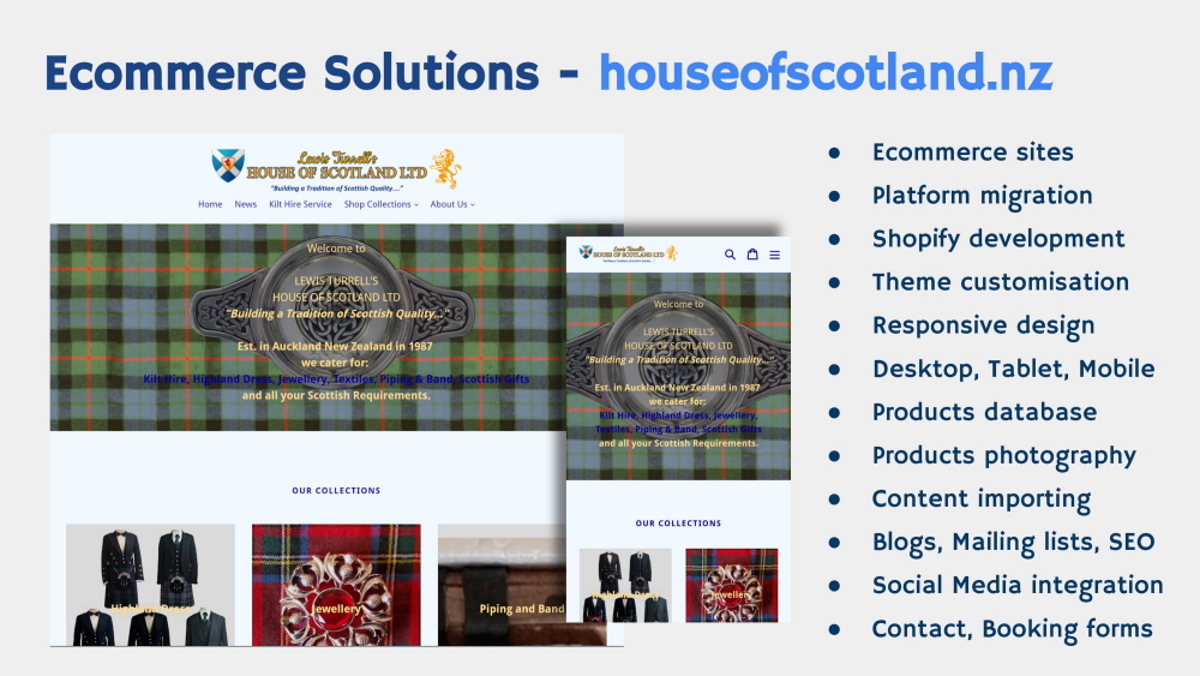 Ecommerce Solutions - houseofscotland.nz
Lewis Turrell's
HOUSE OF SCOTLAND LTD
"Building a Tradition of Scottish Quality...."
Home News Kilt Hire Service Shop Collections About Us
Welcome to
LEWIS TURRELL'S
HOUSE OF SCOTLAND LTD
"Building a Tradition of Scottish Quality..."
Est. in Auckland New Zealand in 1987
we cater for:
Kilt Hire, Highland Dress, Jewellery, Textiles, Piping & Band, Scottish Gifts
and all your Scottish Requirements.
OUR COLLECTIONS
Highland Dress
Jewellery
Piping and Band
Lewis Turrell's
HOUSE OF SCOTLAND LTD
"Building a Tradition of Scottish Quality...."
Welcome to
LEWIS TURRELL'S
HOUSE OF SCOTLAND LTD
"Building a Tradition of Scottish Quality..."
Est. in Auckland New Zealand in 1987
we cater for:
Kilt Hire, Highland Dress, Jewellery,
Textiles, Piping & Band, Scottish Gifts
and all your Scottish Requirements.
OUR COLLECTIONS
Highland Dress
Jewellery
● Ecommerce sites
● Platform migration
● Shopify development
● Theme customisation
● Responsive design
● Desktop, Tablet, Mobile
● Products database
● Products photography
● Content importing
● Blogs, Mailing lists, SEO
● Social Media integration
● Contact, Booking forms